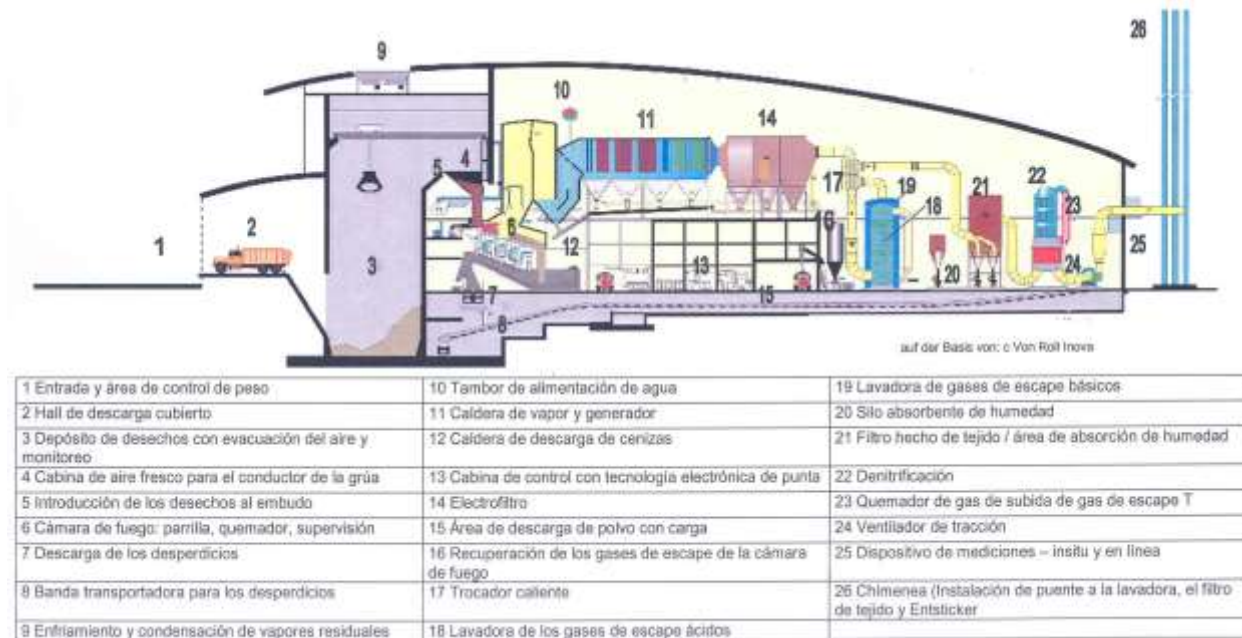 9
26
10
11
14
4
5
17
19
21
22
23
18
2
6
12
16
1
3
13
20
24
25
7
15
8
auf der Basis von: c Von Roll Inova
1 Entrada y área de control de peso
10 Tambor de alimentación de agua
19 Lavadora de gases de escape básicos
2 Hall de descarga cubierto
11 Caldera de vapor y generador
20 Silo absorbente de humedad
3 Depósito de desechos con evacuación del aire y
monitoreo
12 Caldera de descarga de cenizas
21 Filtro hecho de tejido / área de absorción de humedad
4 Cabina de aire fresco para el conductor de la grúa
13 Cabina de control con tecnología electrónica de punta
22 Denitrificación
5 Introducción de los desechos al embudo
14 Electrofiltro
23 Quemador de gas de subida de gas de escape T
6 Cámara de fuego: parrilla, quemador, supervisión
15 Área de descarga de polvo con carga
24 Ventilador de tracción
7 Descarga de los desperdicios
16 Recuperación de los gases de escape de la cámara
de fuego
25 Dispositivo de mediciones – insitu y en línea
8 Banda transportadora para los desperdicios
17 Trocador caliente
26 Chimenea (Instalación de puente a la lavadora, el filtro
de tejido y Entsticker
9 Enfriamiento y condensación de vapores residuales
18 Lavadora de los gases de escape ácidos